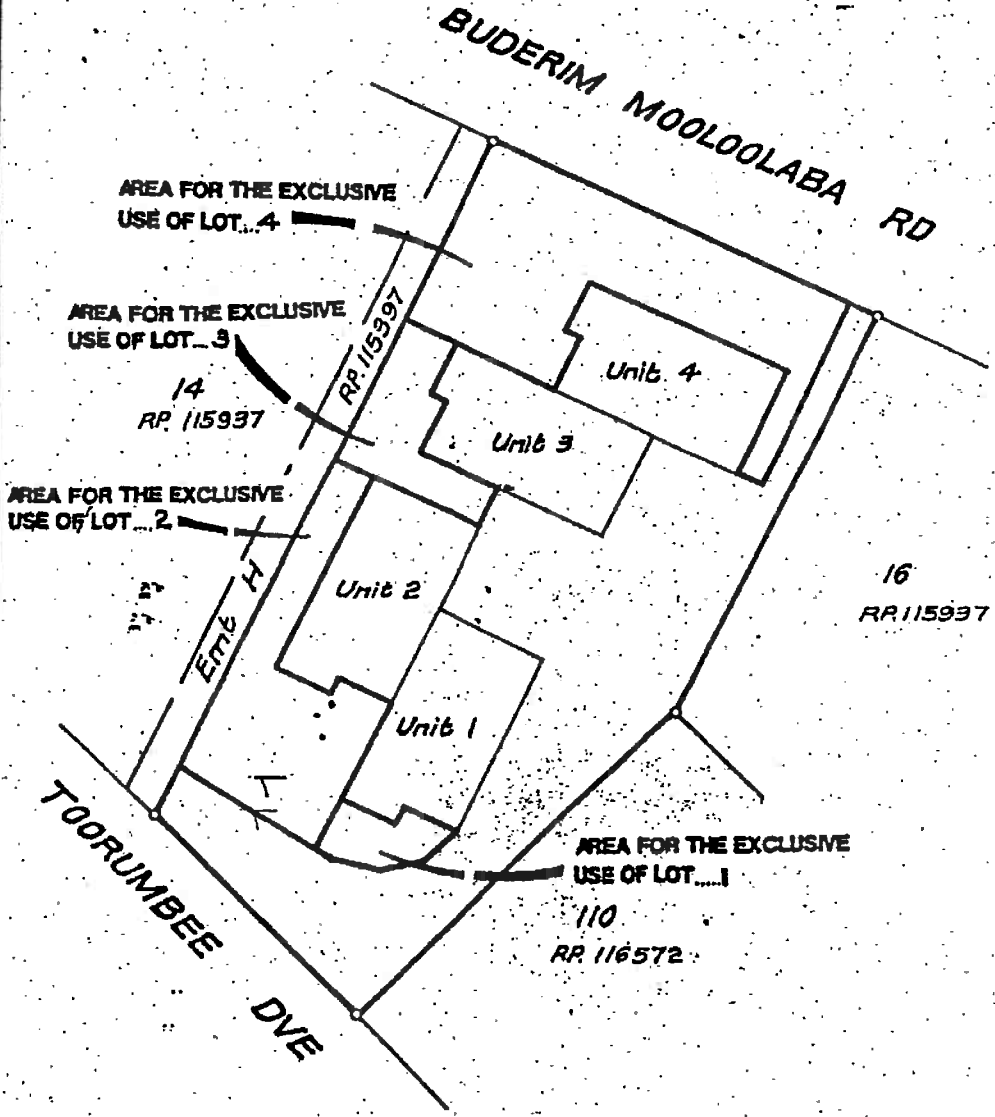 BUDERIM MOOLOOLABA RD
AREA FOR THE EXCLUSIVE
USE OF LOT....4
AREA FOR THE EXCLUSIVE
USE OF LOT....3
RP. 115397
14
RP. 115937
Unit 4
Unit 3
AREA FOR THE EXCLUSIVE
USE OF LOT....2
Unit 2
16
RP. 115937
Emt H
Unit 1
TOORUMBEE DVE
AREA FOR THE EXCLUSIVE
USE OF LOT.....1
110
RP. 116572